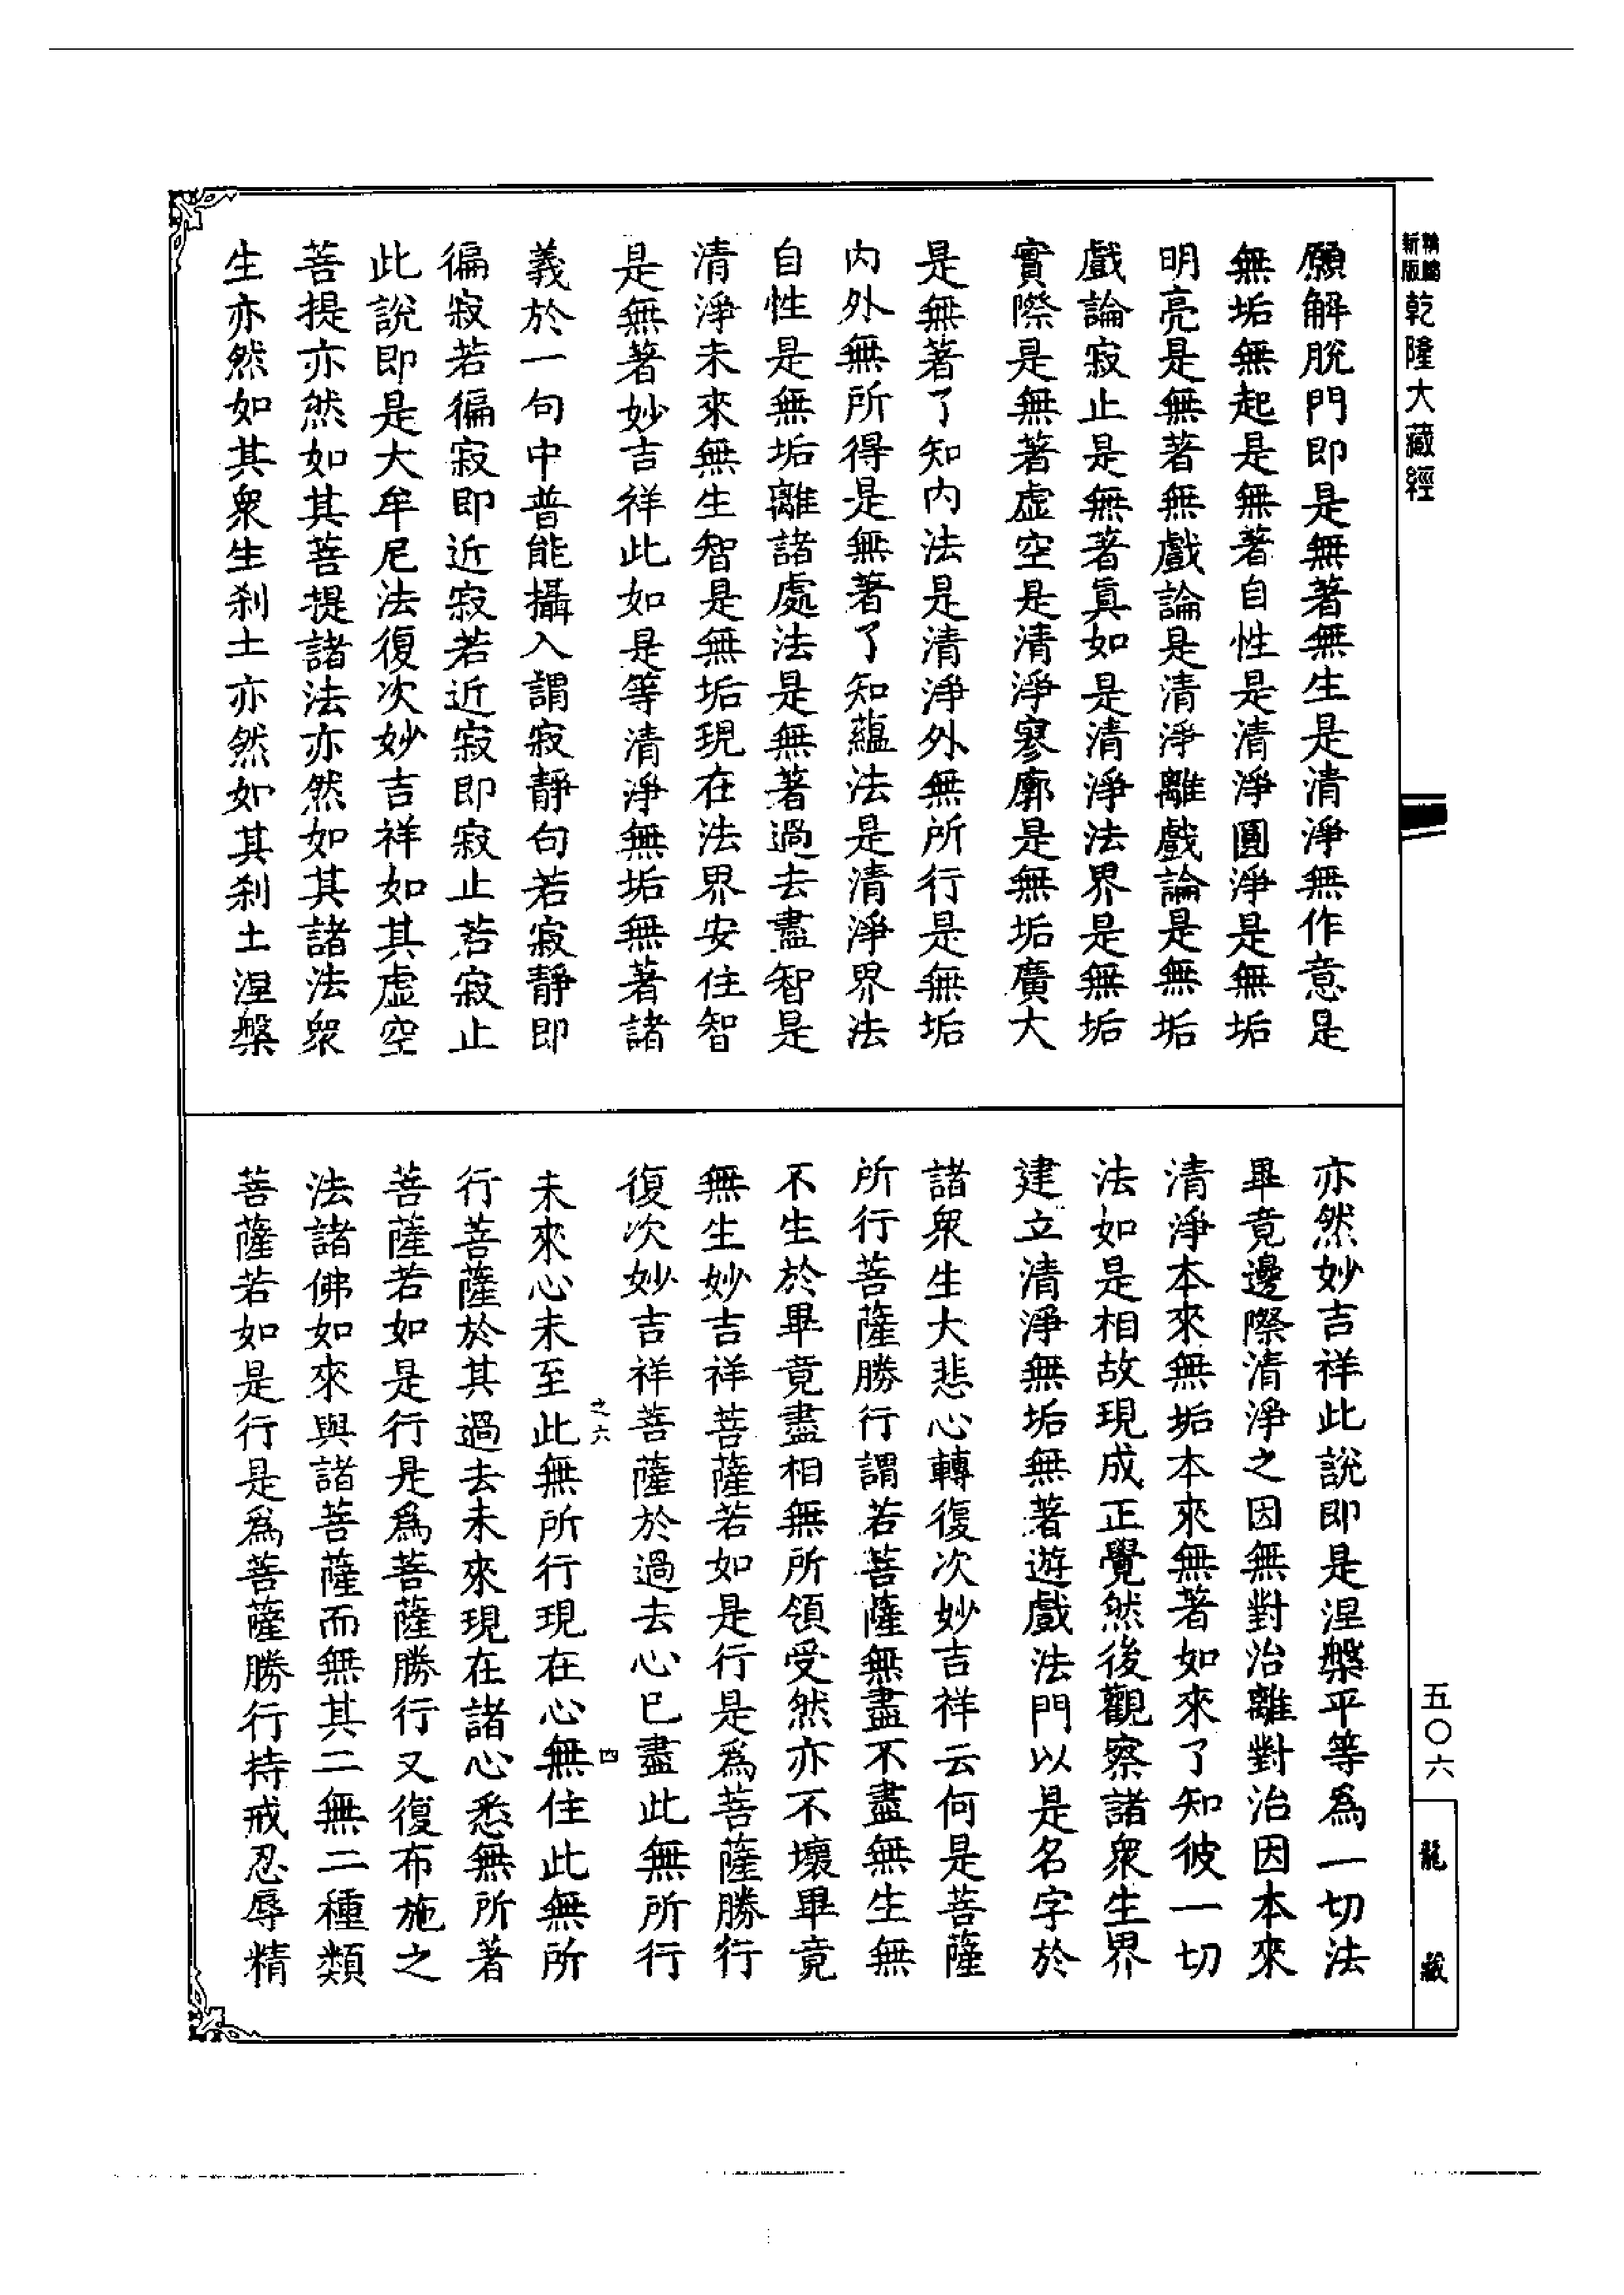 新編
新版
乾隆大藏經
願解脫門即是無著無生是清淨無作意是
無垢無起是無著自性是清淨圓淨是無垢
明亮是無著無戲論是清淨離戲論是無垢
戲論寂止是無著真如是清淨法界是無垢
實際是無著虛空是清淨寥廓是無垢廣大
是無著了知內法是清淨外無所行是無垢
內外無所得是無著了知蘊法是清淨界法
自性是無垢離諸處法是無著過去盡智是
清淨未來無生智是無垢現在法界安住智
是無著妙吉祥此如是等清淨無垢無著諸
義於一句中普能攝入謂寂靜句若寂靜即
徧寂若徧寂即近寂若近寂即寂止若寂止
此說即是大牟尼法復次妙吉祥如其虛空
菩提亦然如其菩提諸法亦然如其諸法眾
生亦然如其眾生剎土亦然如其剎土涅槃
亦然妙吉祥此說即是涅槃平等為一切法
畢竟邊際清淨之因無對治離對治因本來
清淨本來無垢本來無著如來了知彼一切
法如是相故現成正覺然後觀察諸眾生界
建立清淨無垢無著遊戲法門以是名字於
諸眾生大悲心轉復次妙吉祥云何是菩薩
所行菩薩勝行謂若菩薩無盡不盡無生無
不生於畢竟盡相無所領受然亦不壞畢竟
無生妙吉祥菩薩若如是行是為菩薩勝行
復次妙吉祥菩薩於過去心已盡此無所行
之六 四
未來心未至此無所行現在心無住此無所
行菩薩於其過去未來現在諸心悉無所著
菩薩若如是行是為菩薩勝行又復布施之
法諸佛如來與諸菩薩而無其二無二種類
菩薩若如是行是為菩薩勝行持戒忍辱精
五〇六
龍藏